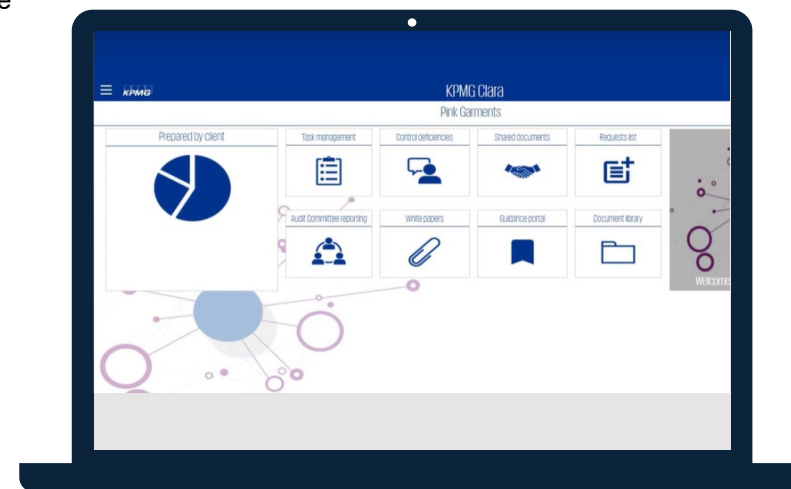 e
KPMG
KPMG Clara
Pink Garments
Prepared by client
Task management
Control deficiencies
Shared documents
Requests list
Audit Committee reporting
White papers
Guidance portal
Document library
Welcome